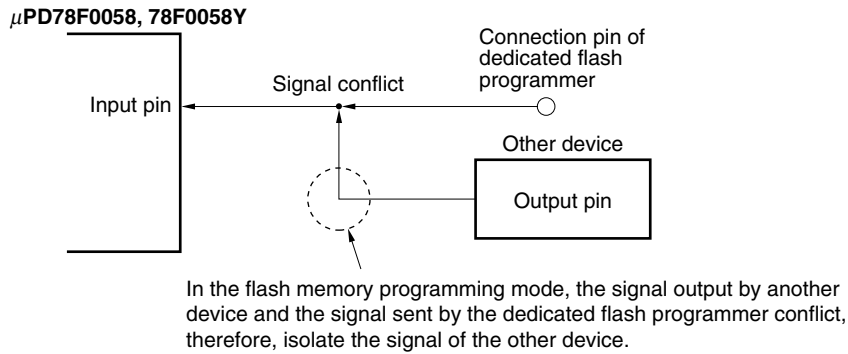 μPD78F0058, 78F0058Y
Connection pin of
dedicated flash
programmer
Signal conflict
Input pin
Other device
Output pin
In the flash memory programming mode, the signal output by another
device and the signal sent by the dedicated flash programmer conflict,
therefore, isolate the signal of the other device.